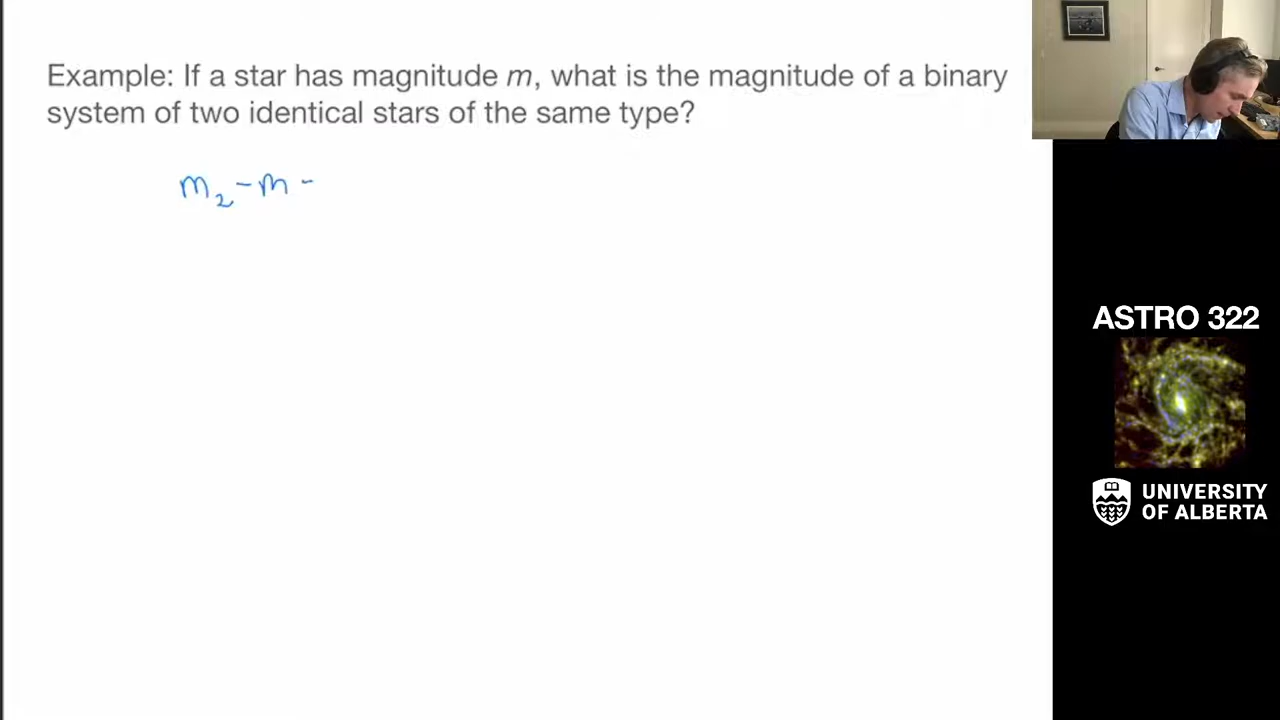 Example: If a star has magnitude m, what is the magnitude of a binary
system of two identical stars of the same type?
m₂ - m -
ASTRO 322
UNIVERSITY
OF ALBERTA